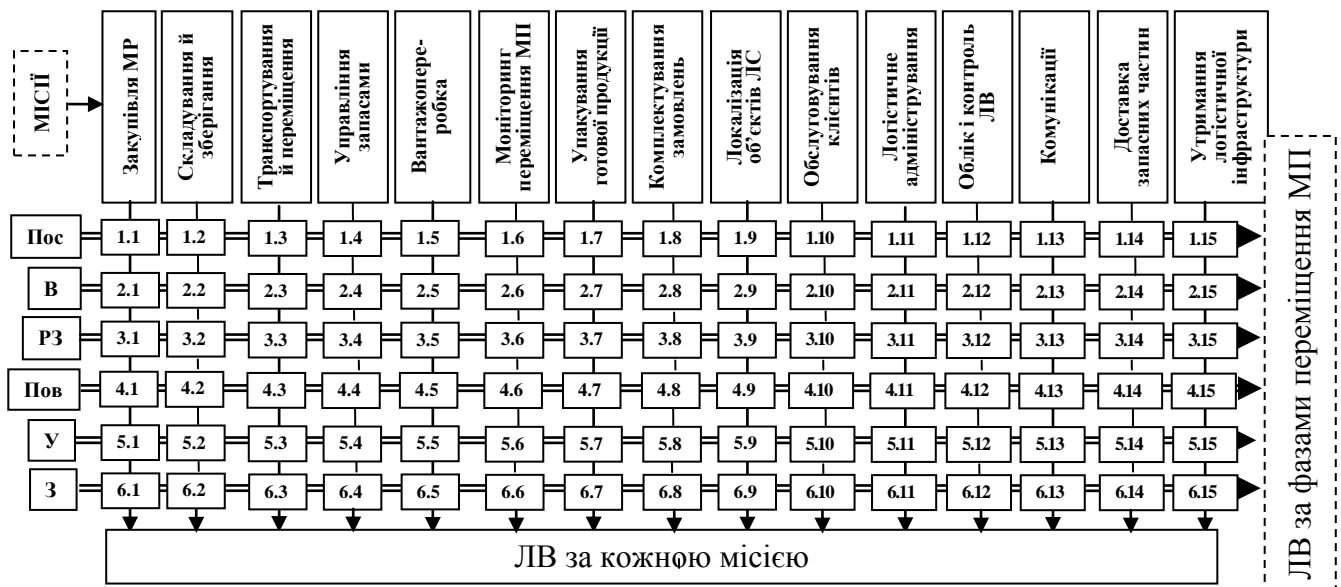 МІСІЇ
Закупівля МР
Складування й
зберігання
Транспортування
й переміщення
Управління
запасами
Вантажопере-
робка
Моніторинг
переміщення МП
Упакування
готової продукції
Комплектування
замовлень
Локалізація
об’єктів ЛС
Обслуговування
клієнтів
Логістичне
адміністрування
Облік і контроль
ЛВ
Комунікації
Доставка
запасних частин
Утримання
логістичної
інфраструктури
Пос 1.1 1.2 1.3 1.4 1.5 1.6 1.7 1.8 1.9 1.10 1.11 1.12 1.13 1.14 1.15
В 2.1 2.2 2.3 2.4 2.5 2.6 2.7 2.8 2.9 2.10 2.11 2.12 2.13 2.14 2.15
РЗ 3.1 3.2 3.3 3.4 3.5 3.6 3.7 3.8 3.9 3.10 3.11 3.12 3.13 3.14 3.15
Пов 4.1 4.2 4.3 4.4 4.5 4.6 4.7 4.8 4.9 4.10 4.11 4.12 4.13 4.14 4.15
У 5.1 5.2 5.3 5.4 5.5 5.6 5.7 5.8 5.9 5.10 5.11 5.12 5.13 5.14 5.15
З 6.1 6.2 6.3 6.4 6.5 6.6 6.7 6.8 6.9 6.10 6.11 6.12 6.13 6.14 6.15
ЛВ за кожною місією
ЛВ за фазами переміщення МП